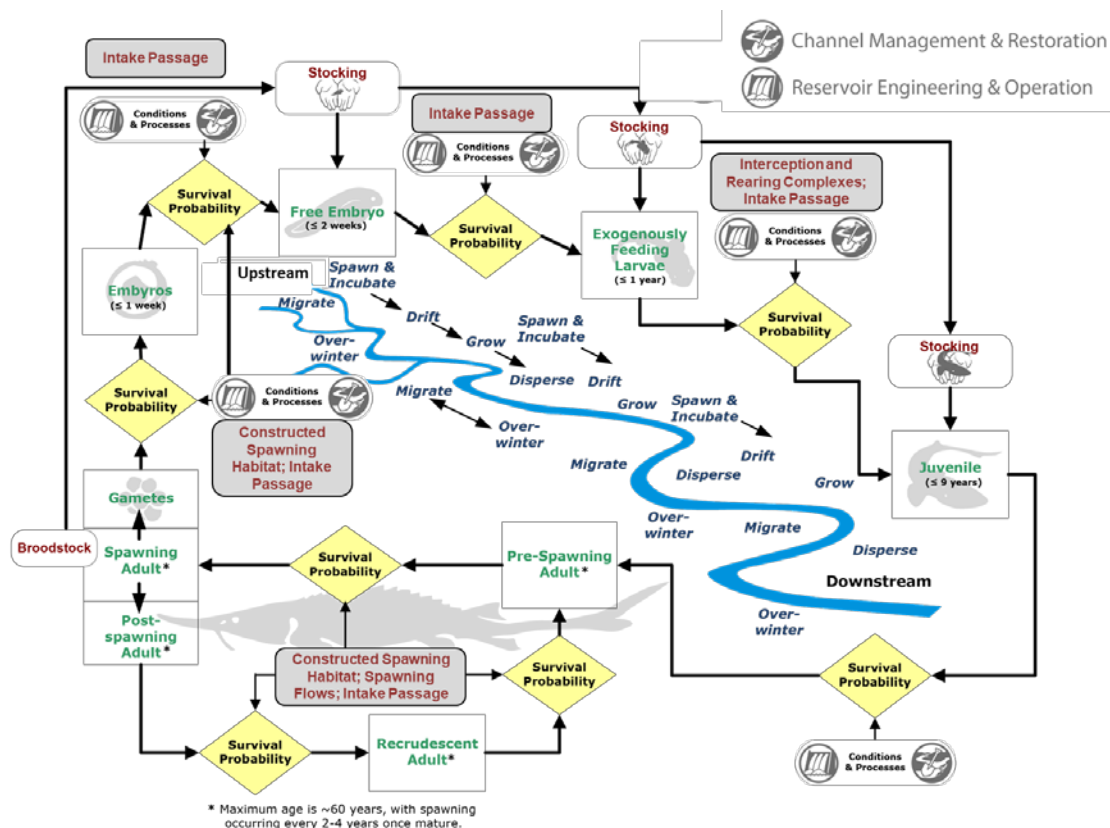 Intake Passage
Stocking
Channel Management & Restoration
Reservoir Engineering & Operation
Conditions
& Processes
Intake Passage
Conditions
& Processes
Stocking
Interception and
Rearing Complexes;
Intake Passage
Conditions
& Processes
Survival
Probability
Free Embryo
(≤ 2 weeks)
Survival
Probability
Exogenously
Feeding
Larvae
(≤ 1 year)
Survival
Probability
Stocking
Embyros
(≤ 1 week)
Upstream
Migrate
Over-
winter
Spawn &
Incubate
Drift
Grow
Disperse
Spawn &
Incubate
Drift
Migrate
Over-
winter
Grow
Spawn &
Incubate
Drift
Migrate
Disperse
Over-
winter
Grow
Migrate
Disperse
Downstream
Over-
winter
Juvenile
(≤ 9 years)
Survival
Probability
Conditions
& Processes
Constructed
Spawning
Habitat; Intake
Passage
Gametes
Broodstock
Spawning
Adult*
Post-
spawning
Adult*
Survival
Probability
Pre-Spawning
Adult*
Constructed Spawning
Habitat; Spawning
Flows; Intake Passage
Survival
Probability
Survival
Probability
Recrudescent
Adult*
Survival
Probability
Conditions
& Processes
* Maximum age is ~60 years, with spawning
occurring every 2-4 years once mature.